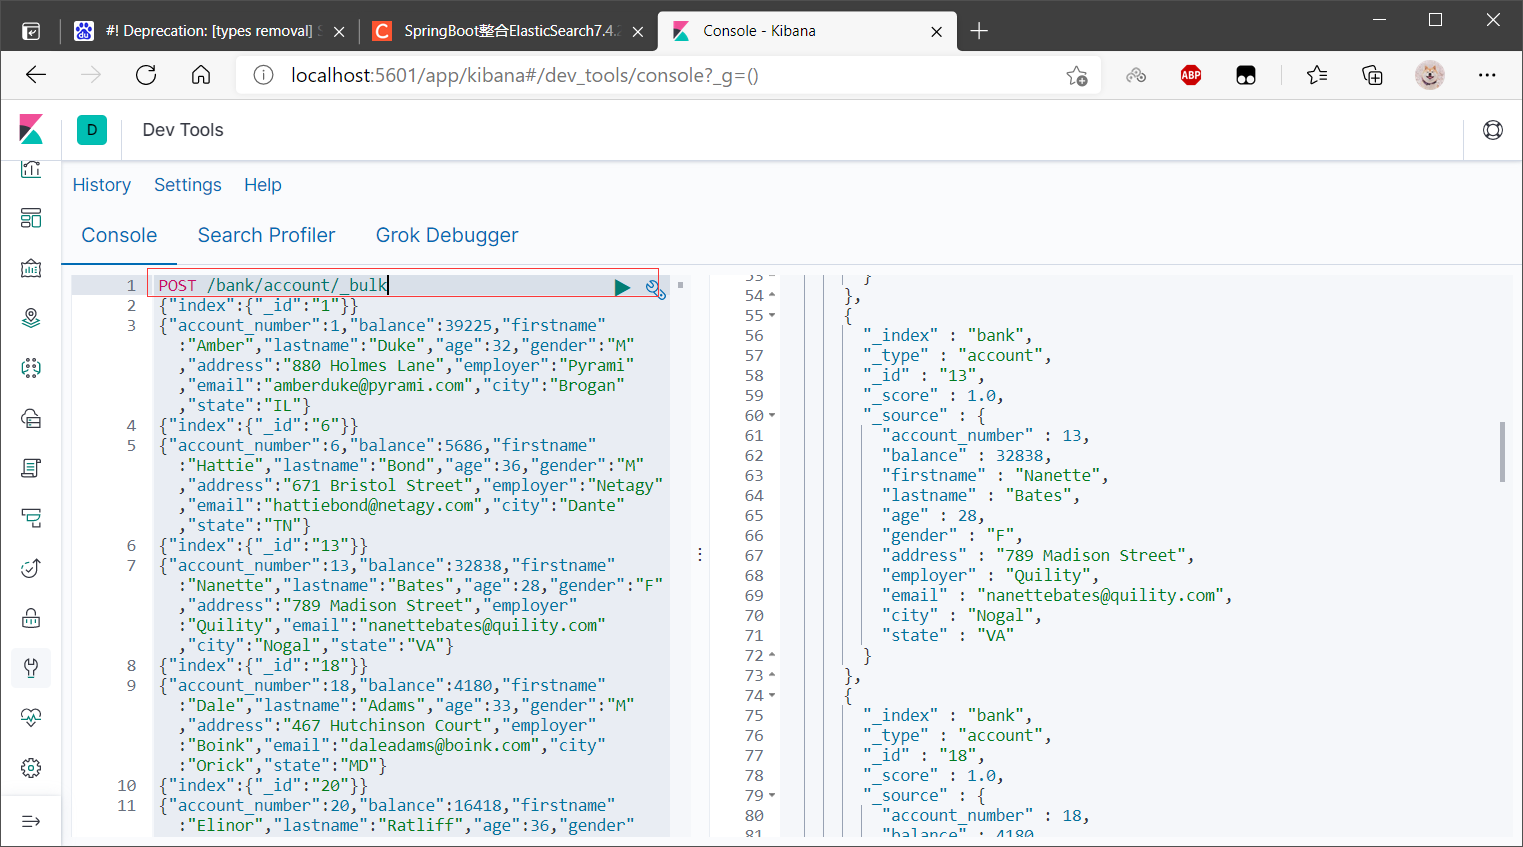 #! Deprecation: [types removal] S
SpringBoot整合ElasticSearch7.4.2
Console - Kibana
localhost:5601/app/kibana#/dev_tools/console?_g=()
ABP
D
Dev Tools
History Settings Help
Console Search Profiler Grok Debugger
1 POST /bank/account/_bulk
2 {"index":{"_id":"1"}}
3 {"account_number":1,"balance":39225,"firstname"
:"Amber","lastname":"Duke","age":32,"gender":"M"
,"address":"880 Holmes Lane","employer":"Pyrami"
,"email":"amberduke@pyrami.com","city":"Brogan"
,"state":"IL"}
4 {"index":{"_id":"6"}}
5 {"account_number":6,"balance":5686,"firstname"
:"Hattie","lastname":"Bond","age":36,"gender":"M"
,"address":"671 Bristol Street","employer":"Netagy"
,"email":"hattiebond@netagy.com","city":"Dante"
,"state":"TN"}
6 {"index":{"_id":"13"}}
7 {"account_number":13,"balance":32838,"firstname"
:"Nanette","lastname":"Bates","age":28,"gender":"F"
,"address":"789 Madison Street","employer"
:"Quility","email":"nanettebates@quility.com"
,"city":"Nogal","state":"VA"}
8 {"index":{"_id":"18"}}
9 {"account_number":18,"balance":4180,"firstname"
:"Dale","lastname":"Adams","age":33,"gender":"M"
,"address":"467 Hutchinson Court","employer"
:"Boink","email":"daleadams@boink.com","city"
:"Orick","state":"MD"}
10 {"index":{"_id":"20"}}
11 {"account_number":20,"balance":16418,"firstname"
:"Elinor","lastname":"Ratliff","age":36,"gender"
53 }
54 },
55 {
56 "_index" : "bank",
57 "_type" : "account",
58 "_id" : "13",
59 "_score" : 1.0,
60 "_source" : {
61 "account_number" : 13,
62 "balance" : 32838,
63 "firstname" : "Nanette",
64 "lastname" : "Bates",
65 "age" : 28,
66 "gender" : "F",
67 "address" : "789 Madison Street",
68 "employer" : "Quility",
69 "email" : "nanettebates@quility.com",
70 "city" : "Nogal",
71 "state" : "VA"
72 }
73 },
74 {
75 "_index" : "bank",
76 "_type" : "account",
77 "_id" : "18",
78 "_score" : 1.0,
79 "_source" : {
80 "account_number" : 18,
81 "balance" : 4180